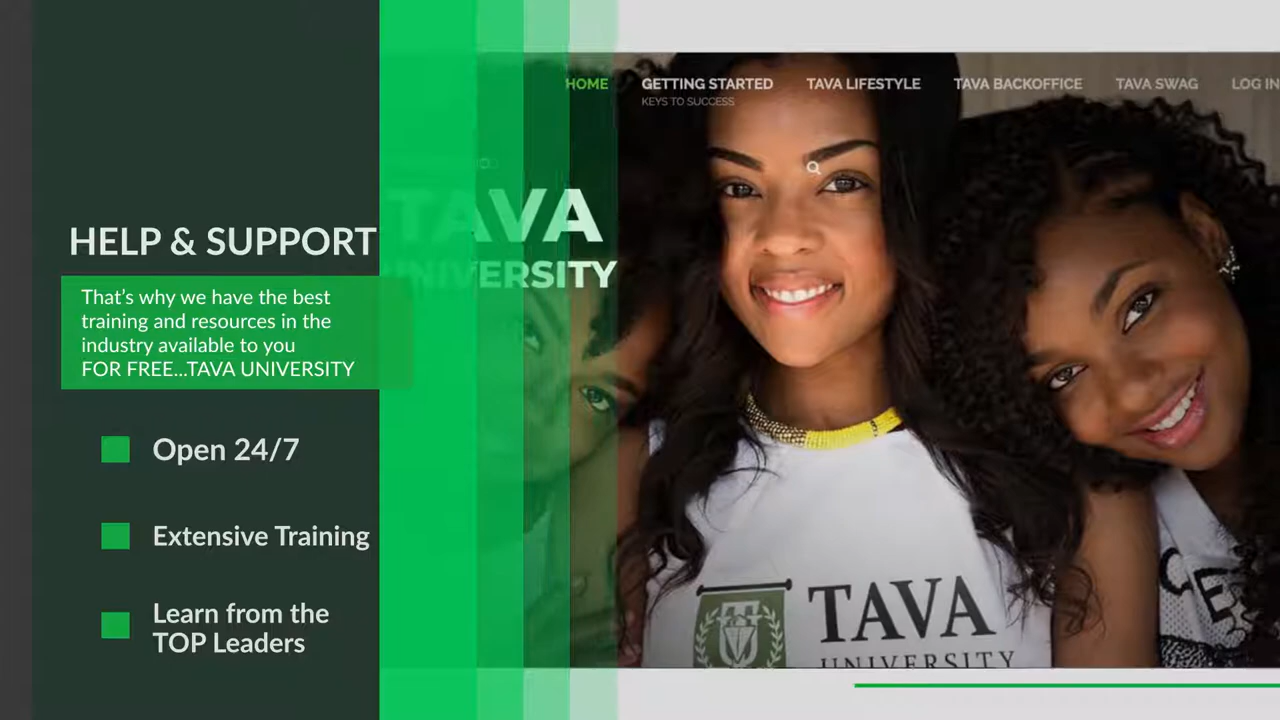 HOME GETTING STARTED TAVA LIFESTYLE TAVA BACKOFFICE TAVA SWAG LOG IN
KEYS TO SUCCESS
TAVA
UNIVERSITY
HELP & SUPPORT
That's why we have the best
training and resources in the
industry available to you
FOR FREE...TAVA UNIVERSITY
Open 24/7
Extensive Training
Learn from the
TOP Leaders
TAVA
UNIVERSITY